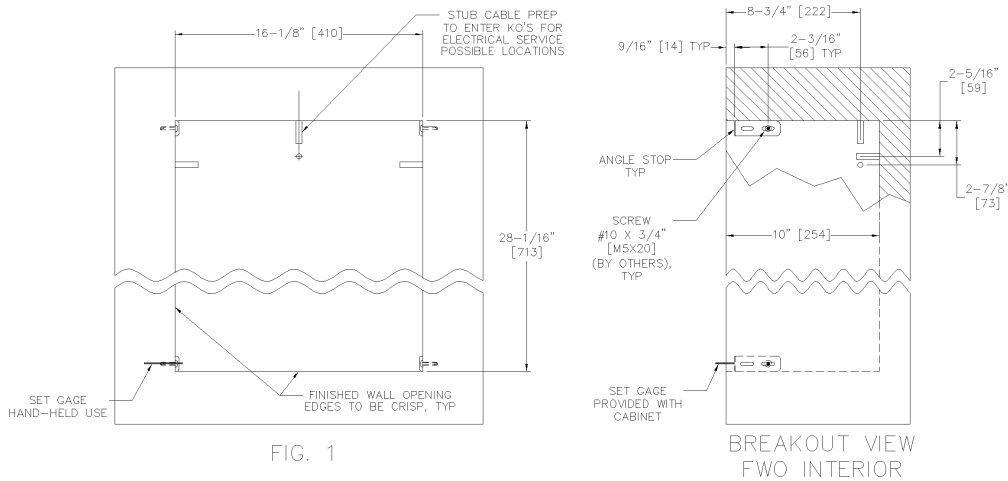 16-1/8" [410]
STUB CABLE PREP
TO ENTER KO'S FOR
ELECTRICAL SERVICE
POSSIBLE LOCATIONS
28-1/16"
[713]
SET GAGE
HAND-HELD USE
FINISHED WALL OPENING
EDGES TO BE CRISP, TYP
FIG. 1
8-3/4" [222]
9/16" [14] TYP
2-3/16"
[56] TYP
2-5/16"
[59]
ANGLE STOP
TYP
2-7/8"
[73]
SCREW
#10 X 3/4"
[M5X20]
(BY OTHERS),
TYP
10" [254]
SET GAGE
PROVIDED WITH
CABINET
BREAKOUT VIEW
FWO INTERIOR